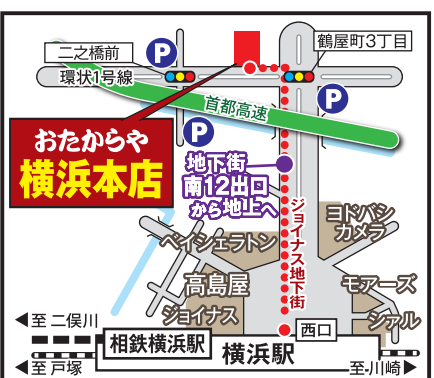 二之橋前
P
鶴屋町3丁目
環状1号線
P
首都高速
おたからや
横浜本店
P
地下街
南12出口
から地上へ
ジョイナス地下街
ヨドバシ
カメラ
ベイシェラトン
高島屋
モアーズ
ジョイナス
シァル
西口
◀至 二俣川
相鉄横浜駅
横浜駅
◀至 戸塚
至 川崎▶